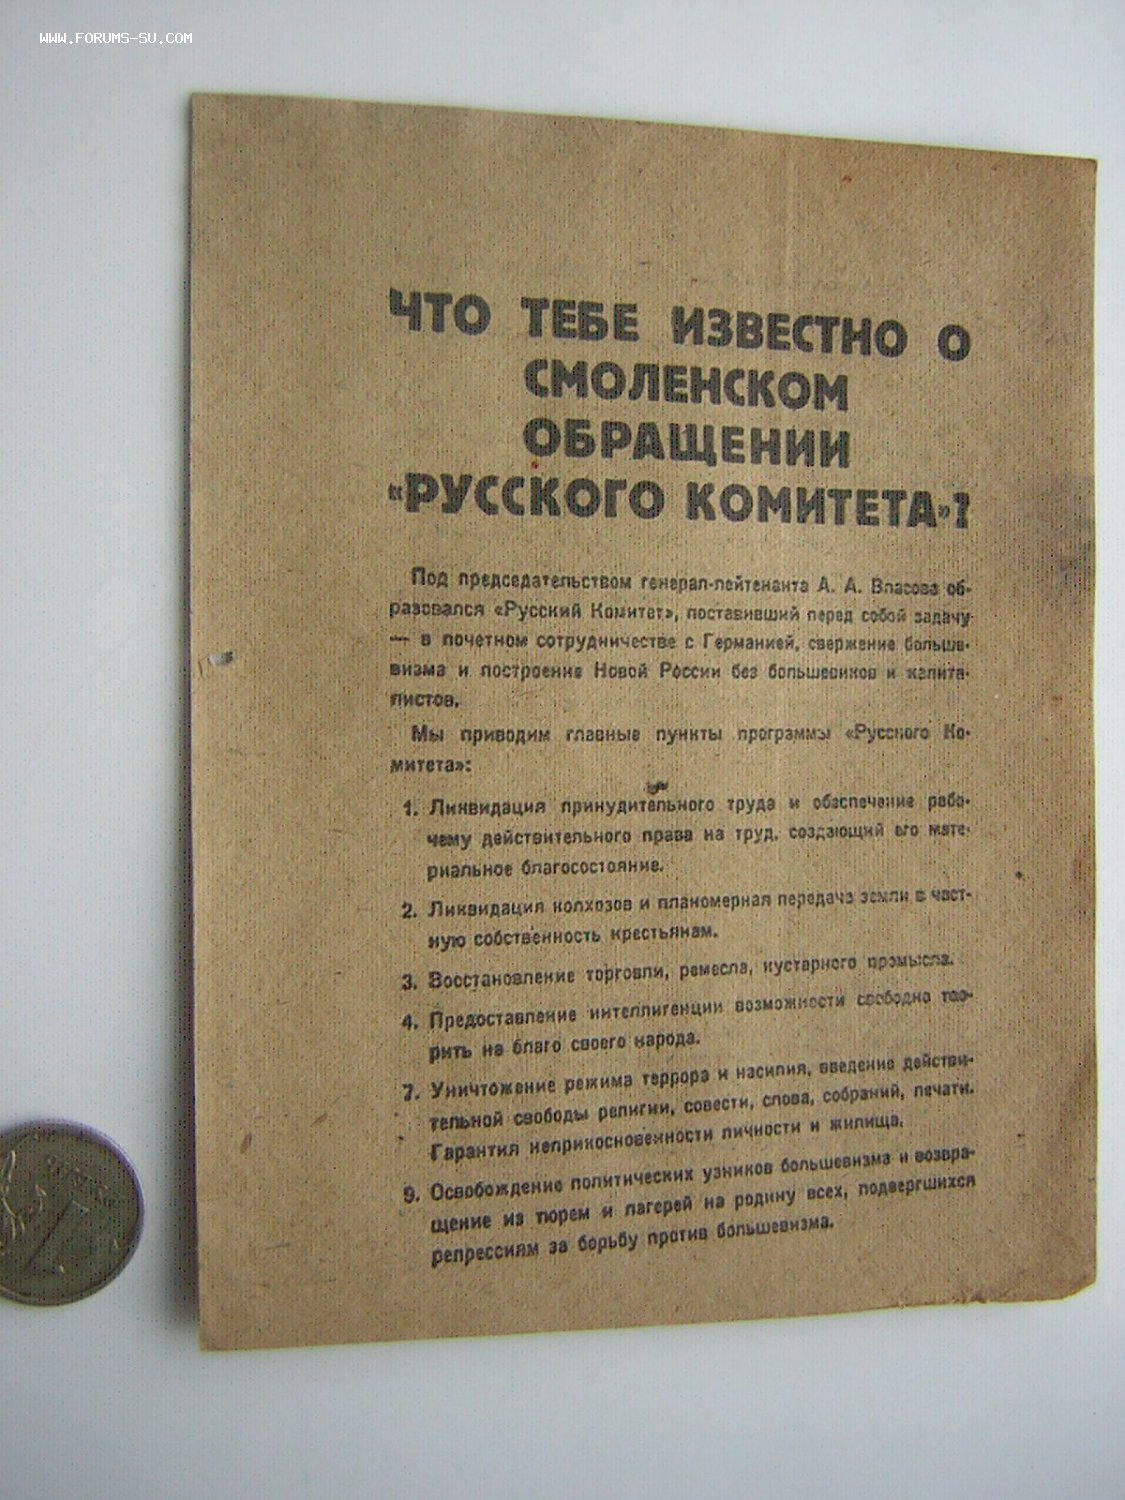 WWW.FORUMS-SU.COM
ЧТО ТЕБЕ ИЗВЕСТНО О
СМОЛЕНСКОМ
ОБРАЩЕНИИ
«РУССКОГО КОМИТЕТА»?
Под председательством генерал-лейтенанта А. А. Власова об-
разовался «Русский Комитет», поставивший перед собой задачу
— в почетном сотрудничестве с Германией, свержение больше-
визма и построение Новой России без большевиков и капита-
листов.
Мы приводим главные пункты программы «Русского Ко-
митета»:
1. Ликвидация принудительного труда и обеспечение рабо-
чему действительного права на труд, создающий его мате-
риальное благосостояние.
2. Ликвидация колхозов и планомерная передача земли в част-
ную собственность крестьянам.
3. Восстановление торговли, ремесла, кустарного промысла.
4. Предоставление интеллигенции возможности свободно тво-
рить на благо своего народа.
7. Уничтожение режима террора и насилия, введение действи-
тельной свободы религии, совести, слова, собраний, печати.
Гарантия неприкосновенности личности и жилища.
9. Освобождение политических узников большевизма и возвра-
щение из тюрем и лагерей на родину всех, подвергшихся
репрессиям за борьбу против большевизма.